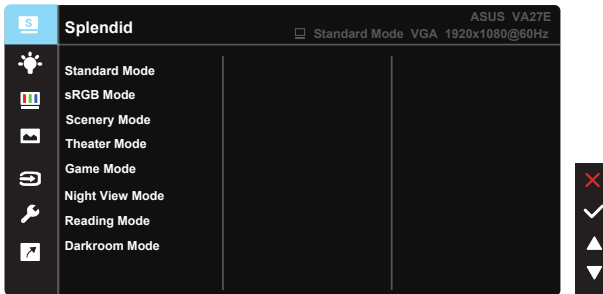 S
Splendid
ASUS VA27E
Standard Mode VGA 1920x1080@60Hz
Standard Mode
sRGB Mode
Scenery Mode
Theater Mode
Game Mode
Night View Mode
Reading Mode
Darkroom Mode